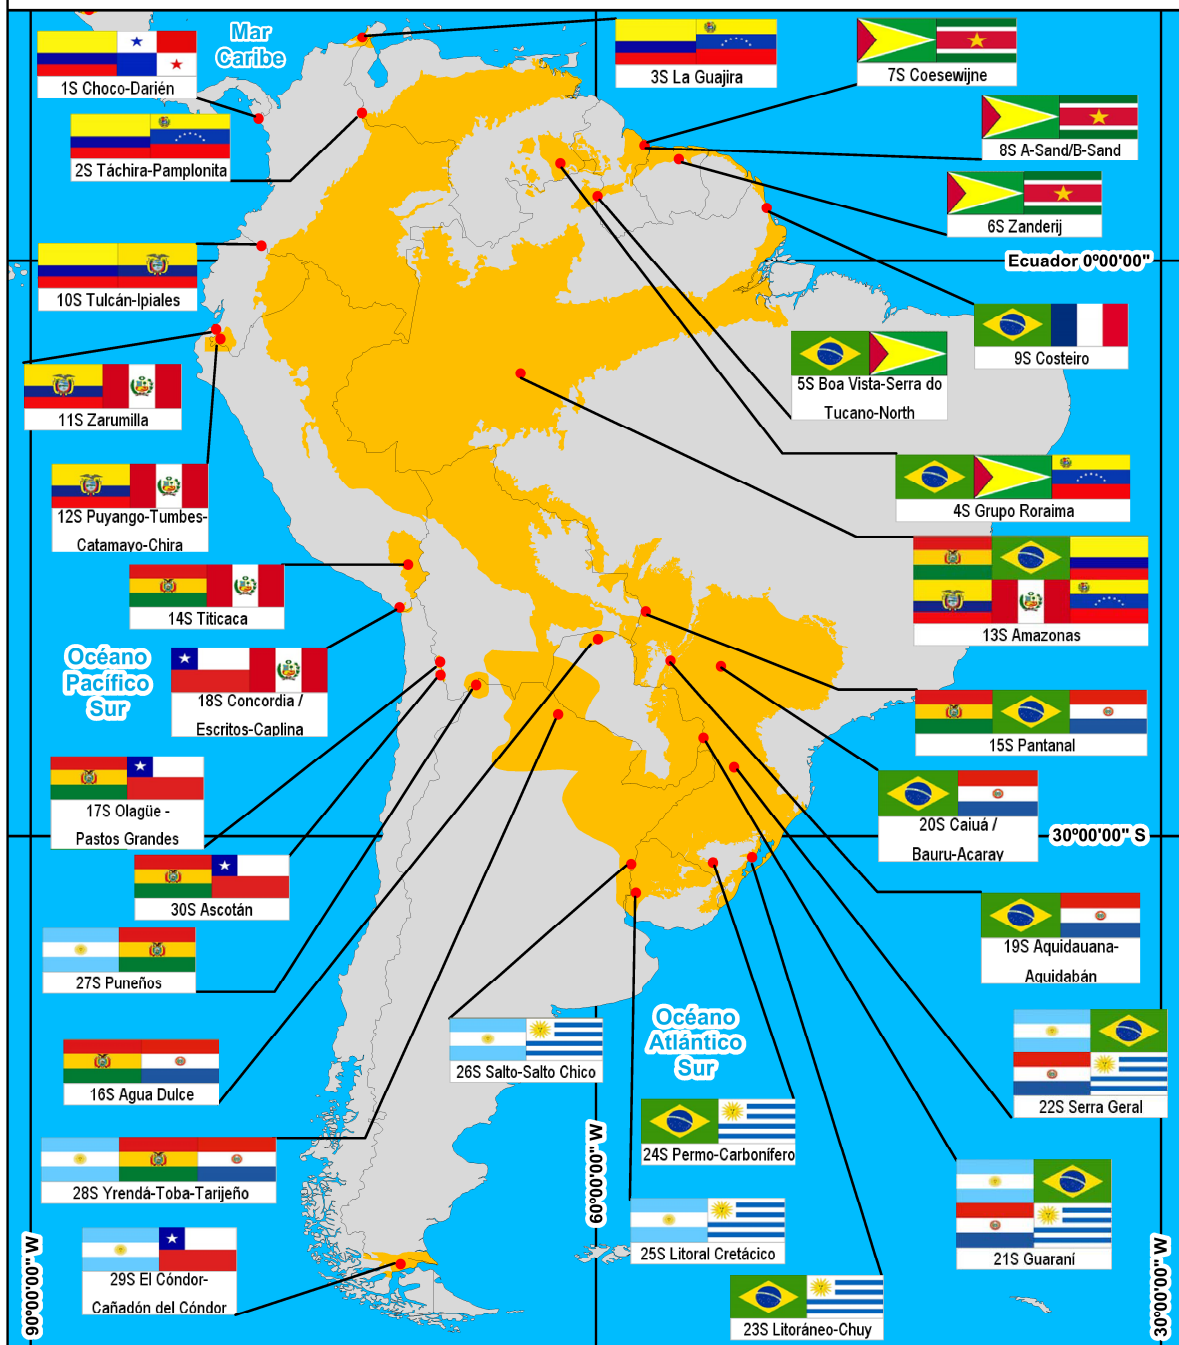 Mar
Caribe
1S Choco-Darién
2S Táchira-Pamplonita
3S La Guajira
7S Coesewijne
8S A-Sand/B-Sand
6S Zanderij
Ecuador 0º00'00"
10S Tulcán-Ipiales
9S Costeiro
5S Boa Vista-Serra do
Tucano-North
11S Zarumilla
4S Grupo Roraima
12S Puyango-Tumbes-
Catamayo-Chira
14S Titicaca
13S Amazonas
Océano
Pacífico
Sur
18S Concordia /
Escritos-Caplina
15S Pantanal
17S Olagüe -
Pastos Grandes
20S Caiuá /
Bauru-Acaray
30º00'00" S
30S Ascotán
19S Aquidauana-
Aquidabán
27S Puneños
Océano
Atlántico
Sur
26S Salto-Salto Chico
16S Agua Dulce
22S Serra Geral
24S Permo-Carbonífero
28S Yrendá-Toba-Tarijeño
25S Litoral Cretácico
21S Guaraní
29S El Cóndor-
Cañadón del Cóndor
23S Litoráneo-Chuy
90º00'00" W
60º00'00" W
30º00'00" W